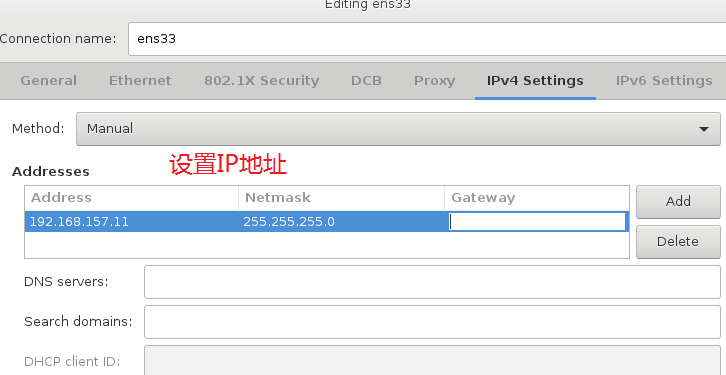 Editing ens33
Connection name: ens33
General Ethernet 802.1X Security DCB Proxy IPv4 Settings IPv6 Settings
Method: Manual
设置IP地址
Addresses
Address Netmask Gateway
192.168.157.11 255.255.255.0
Add
Delete
DNS servers:
Search domains:
DHCP client ID: